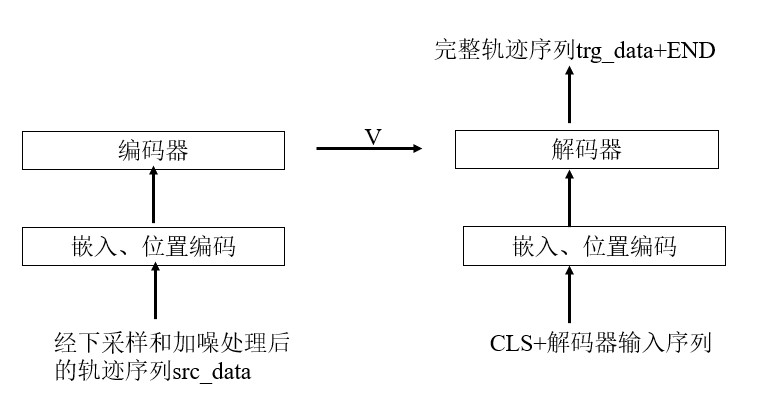 完整轨迹序列trg_data+END
编码器
V
解码器
嵌入、位置编码
嵌入、位置编码
经下采样和加噪处理后
的轨迹序列src_data
CLS+解码器输入序列